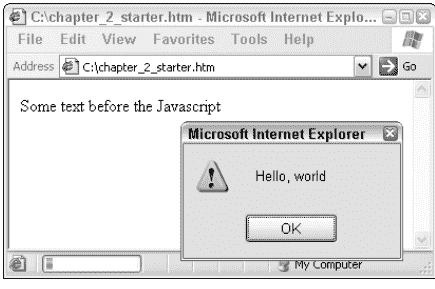 C:\chapter_2_starter.htm - Microsoft Internet Explo...
File Edit View Favorites Tools Help
Address C:\chapter_2_starter.htm Go
Some text before the Javascript
Microsoft Internet Explorer
Hello, world
OK
My Computer